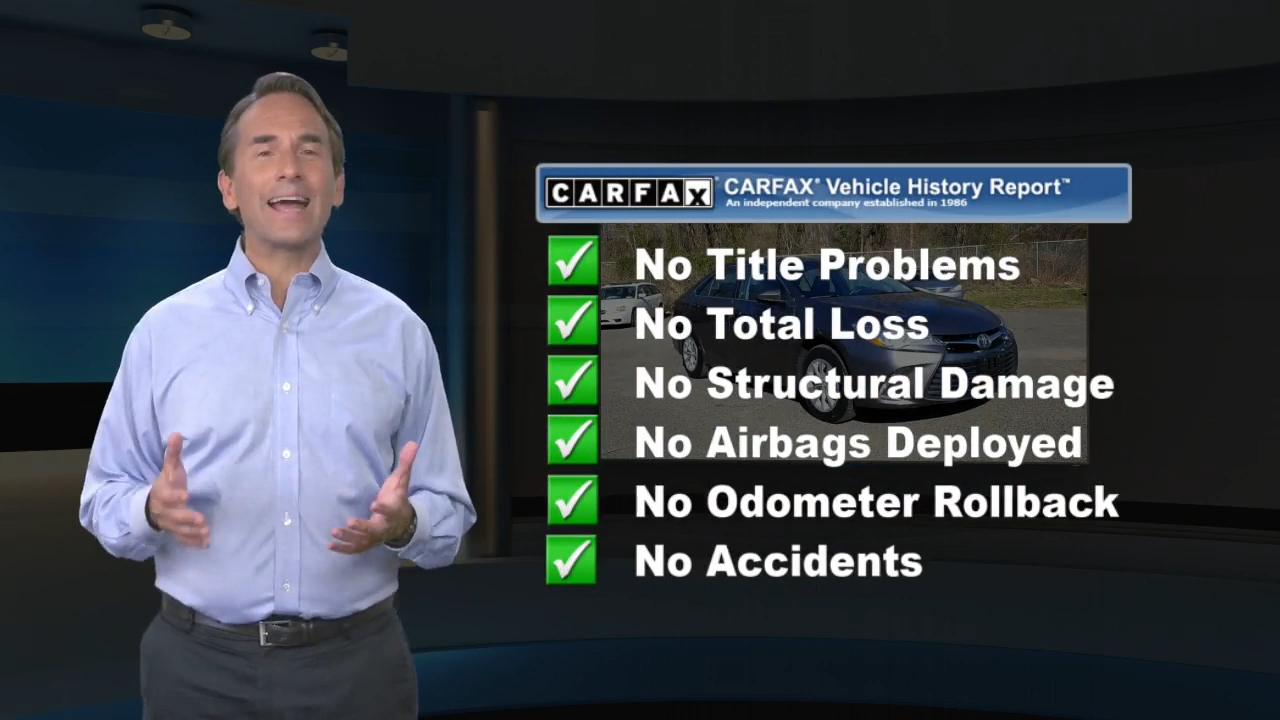 CARFAX® CARFAX® Vehicle History Report™
An independent company established in 1986
No Title Problems
No Total Loss
No Structural Damage
No Airbags Deployed
No Odometer Rollback
No Accidents